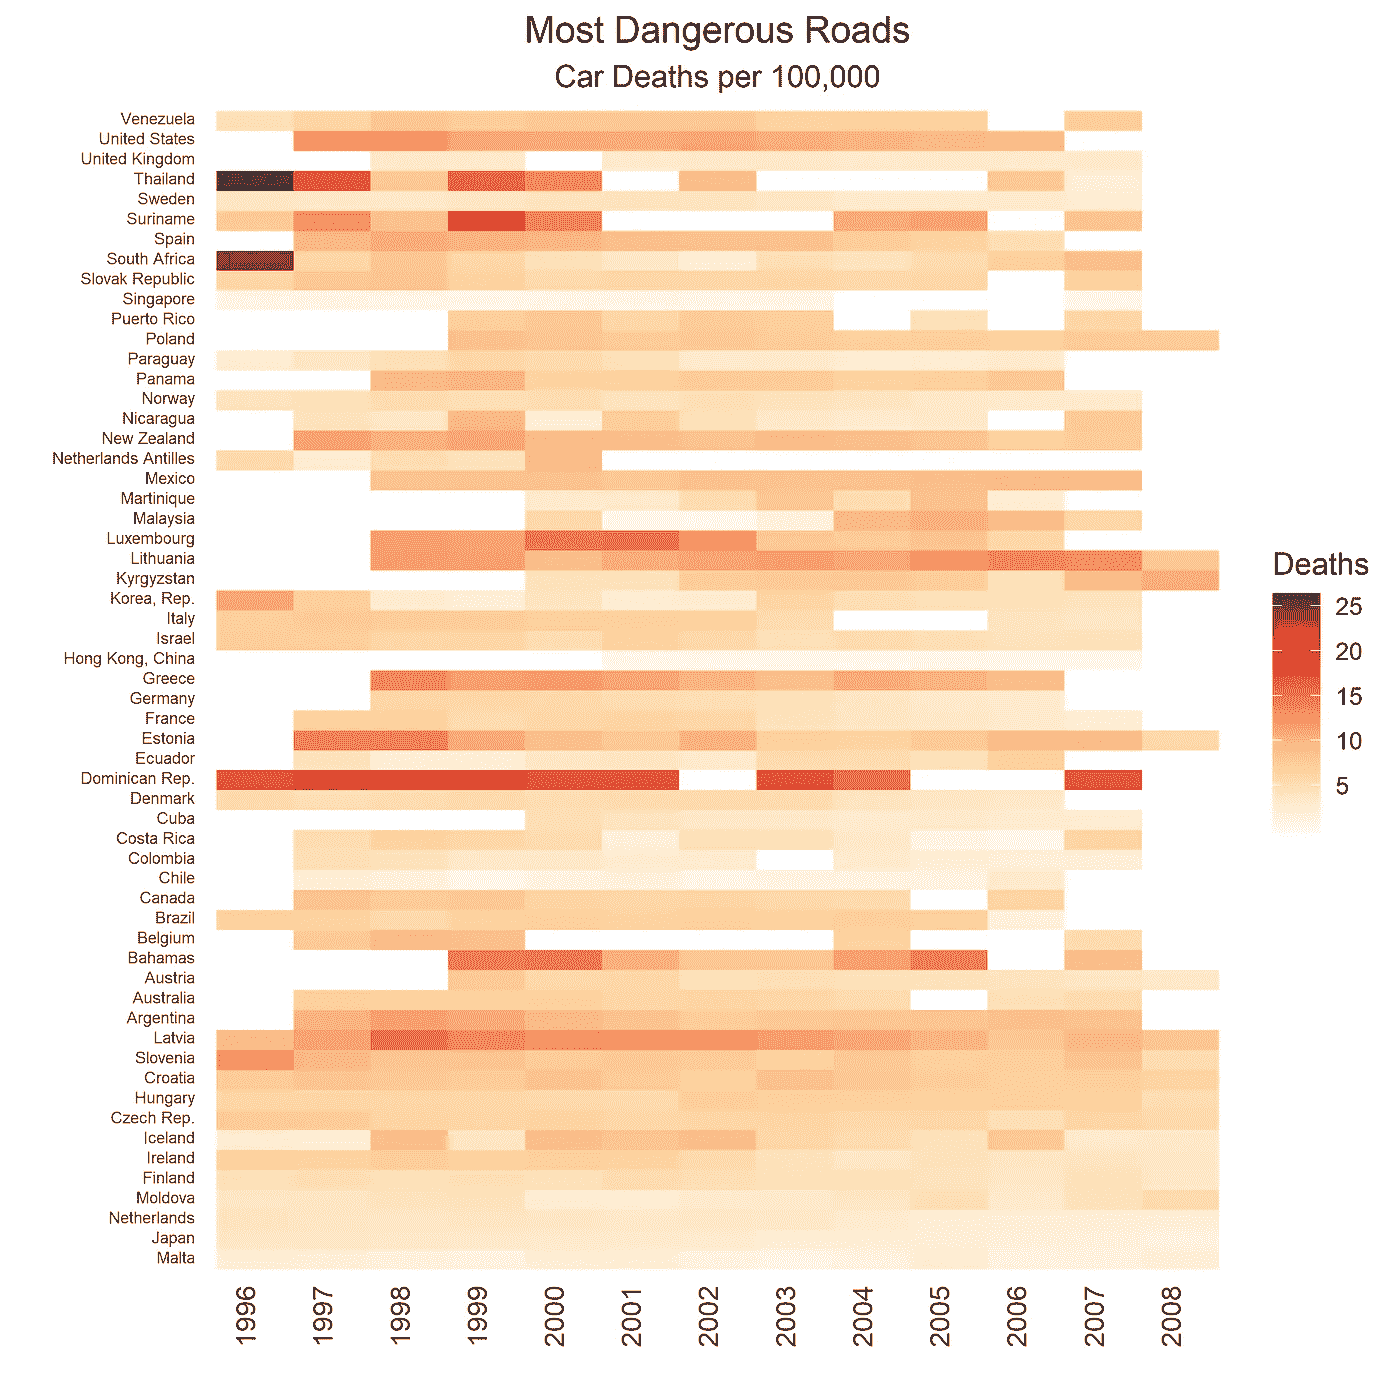 Most Dangerous Roads
Car Deaths per 100,000
Venezuela
United States
United Kingdom
Thailand
Sweden
Suriname
Spain
South Africa
Slovak Republic
Singapore
Puerto Rico
Poland
Paraguay
Panama
Norway
Nicaragua
New Zealand
Netherlands Antilles
Mexico
Martinique
Malaysia
Luxembourg
Lithuania
Kyrgyzstan
Korea, Rep.
Italy
Israel
Hong Kong, China
Greece
Germany
France
Estonia
Ecuador
Dominican Rep.
Denmark
Cuba
Costa Rica
Colombia
Chile
Canada
Brazil
Belgium
Bahamas
Austria
Australia
Argentina
Latvia
Slovenia
Croatia
Hungary
Czech Rep.
Iceland
Ireland
Finland
Moldova
Netherlands
Japan
Malta
1996 1997 1998 1999 2000 2001 2002 2003 2004 2005 2006 2007 2008
Deaths
25
20
15
10
5